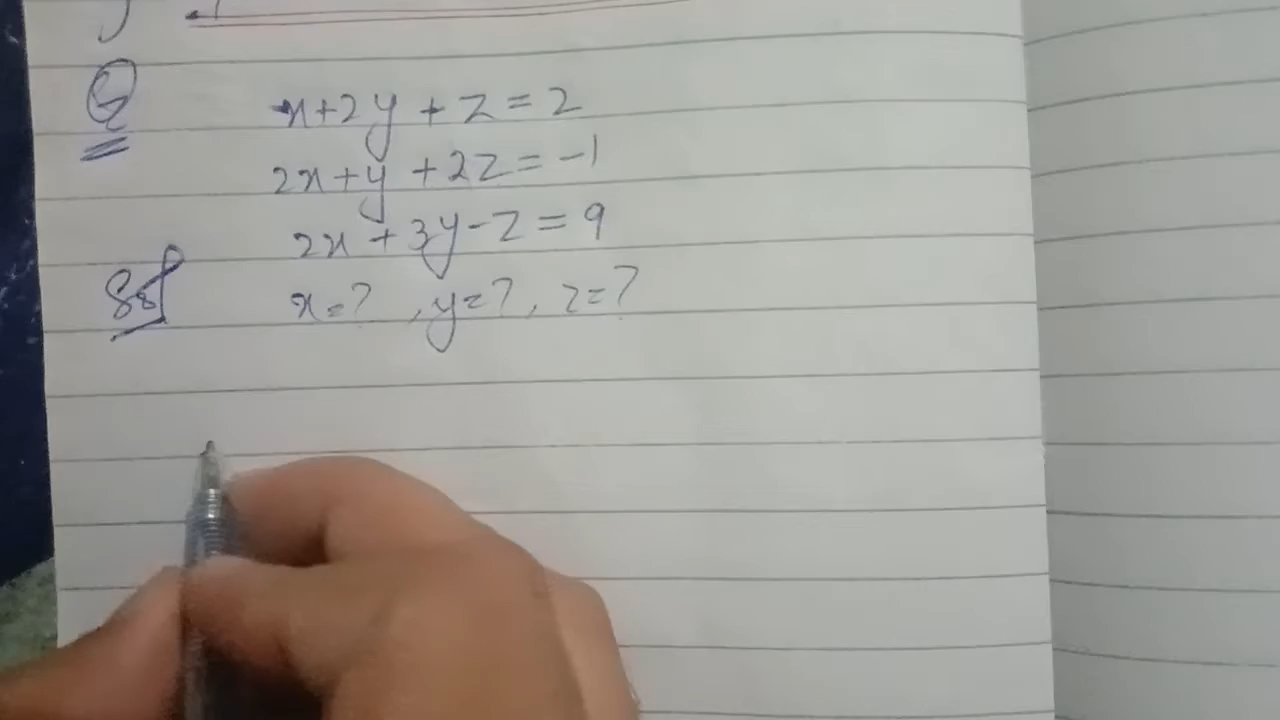 Q x+2y+z=2
2x+y+2z=-1
2x+3y-z=9
Sol x=? , y=?, z=?